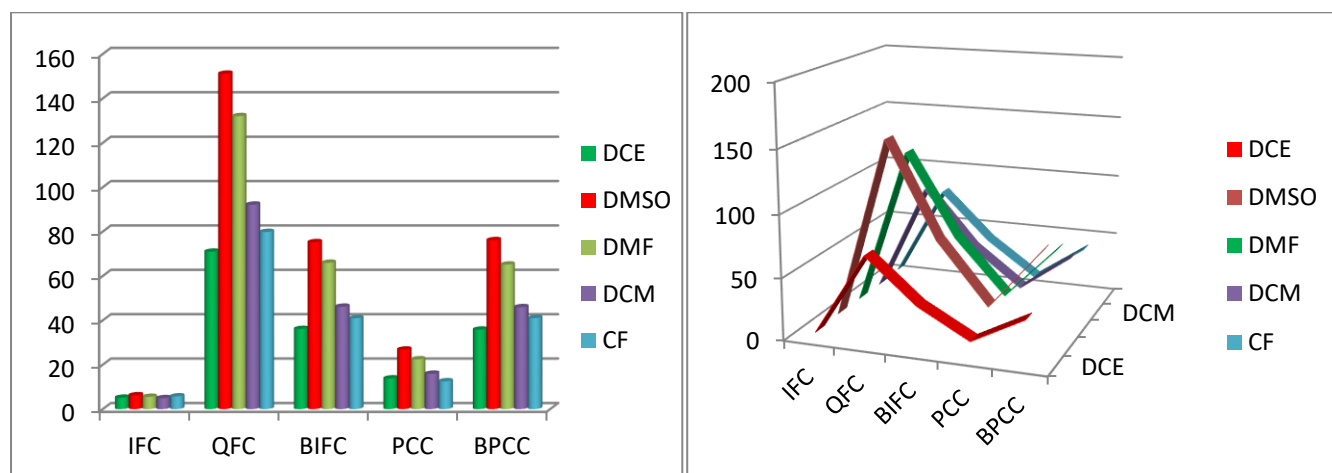 160
140
120
100
80
60
40
20
0
IFC QFC BIFC PCC BPCC
DCE
DMSO
DMF
DCM
CF
200
150
100
50
0
IFC
QFC
BIFC
PCC
BPCC
DCM
DCE
DCE
DMSO
DMF
DCM
CF